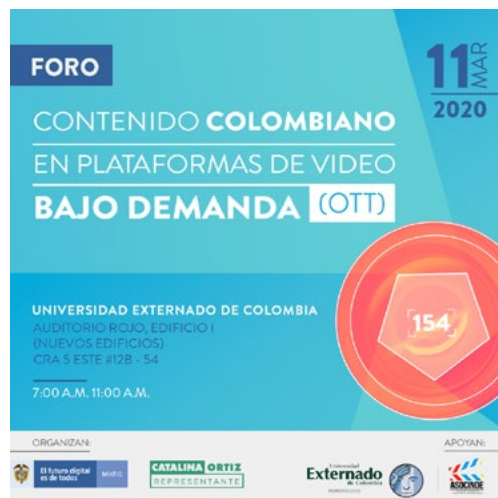 FORO
11 MAR
2020
CONTENIDO COLOMBIANO
EN PLATAFORMAS DE VIDEO
BAJO DEMANDA (OTT)
[154]
UNIVERSIDAD EXTERNADO DE COLOMBIA
AUDITORIO ROJO, EDIFICIO I
(NUEVOS EDIFICIOS)
CRA 5 ESTE #12B - 54
7:00 A.M. 11:00 A.M.
ORGANIZAN:
APOYAN:
El futuro digital
es de todos
MinTIC
CATALINA ORTIZ
REPRESENTANTE
Universidad
Externado
de Colombia
ASOCINDE